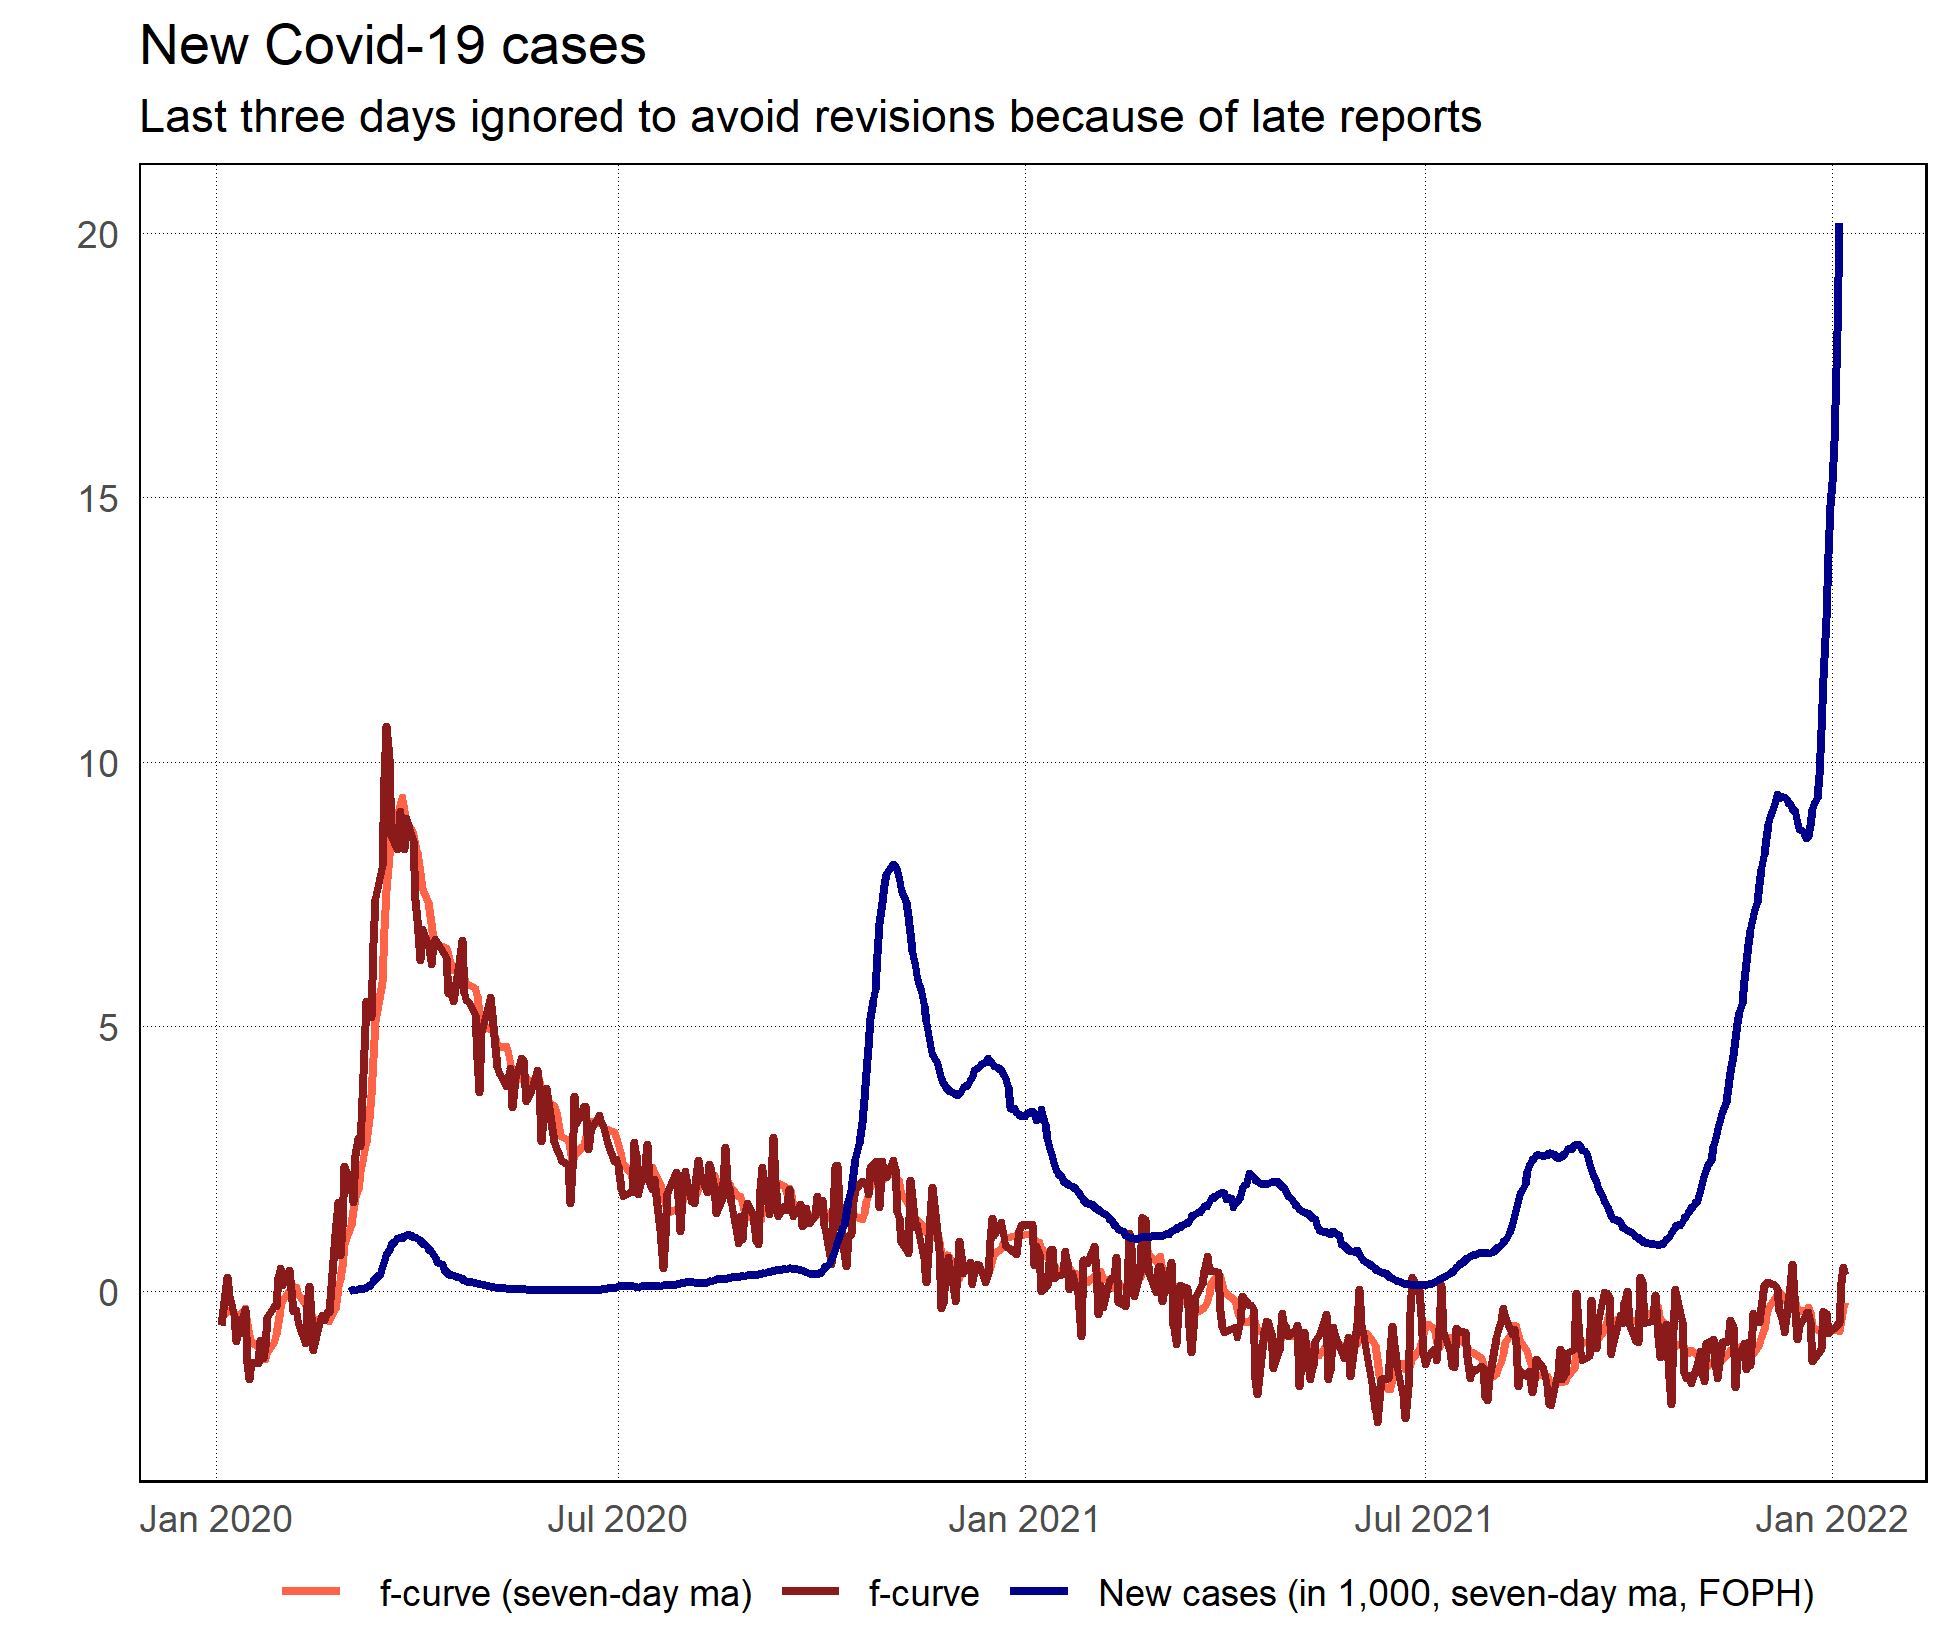 New Covid-19 cases
Last three days ignored to avoid revisions because of late reports
20
15
10
5
0
Jan 2020 Jul 2020 Jan 2021 Jul 2021 Jan 2022
f-curve (seven-day ma) f-curve New cases (in 1,000, seven-day ma, FOPH)